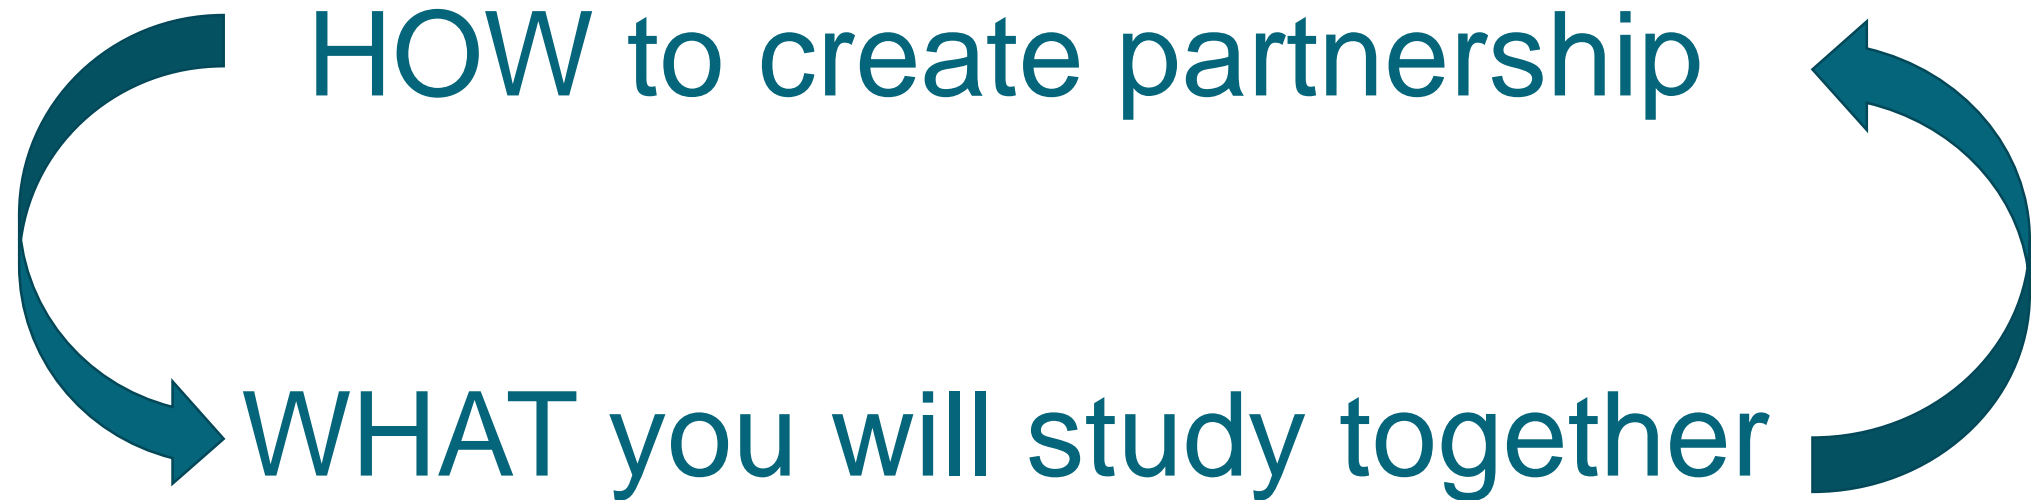 HOW to create partnership
WHAT you will study together